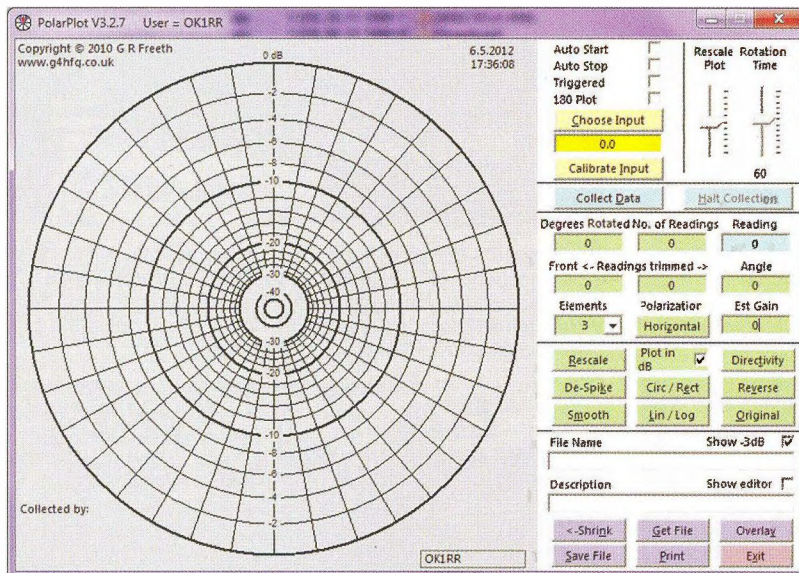 PolarPlot V3.2.7 User = OK1RR
Copyright © 2010 G R Freeth
www.g4hfq.co.uk
6.5.2012
17:36:08
0 dB
-2
-4
-6
-8
-10
-20
-30
-40
-30
-20
-10
-8
-6
-4
-2
Collected by:
OK1RR
Auto Start
Auto Stop
Triggered
180 Plot
Choose Input
0.0
Calibrate Input
Rescale Plot
Rotation Time
60
Collect Data
Halt Collection
Degrees Rotated No. of Readings Reading
0 0 0
Front <- Readings trimmed -> Angle
0 0 0
Elements Polarization Est Gain
3 Horizontal 0
Rescale Plot in dB Directivity
De-Spike Circ / Rect Reverse
Smooth Lin / Log Original
File Name Show -3dB
Description Show editor
<-Shrink Get File Overlay
Save File Print Exit